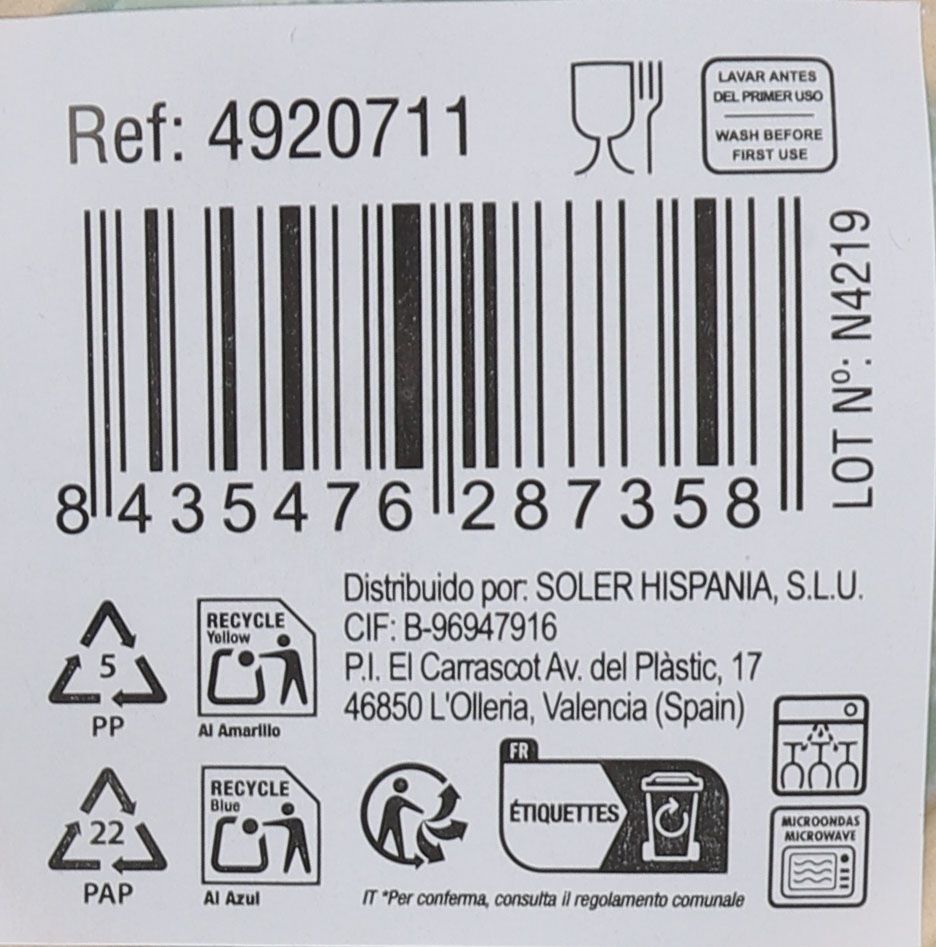 Ref: 4920711
LAVAR ANTES
DEL PRIMER USO
WASH BEFORE
FIRST USE
LOT Nº: N4219
8 435476 287358
Distribuido por: SOLER HISPANIA, S.L.U.
CIF: B-96947916
P.I. El Carrascot Av. del Plàstic, 17
46850 L'Olleria, Valencia (Spain)
5
PP
RECYCLE
Yellow
Al Amarillo
22
PAP
RECYCLE
Blue
Al Azul
FR
ÉTIQUETTES
MICROONDAS
MICROWAVE
IT *Per conferma, consulta il regolamento comunale